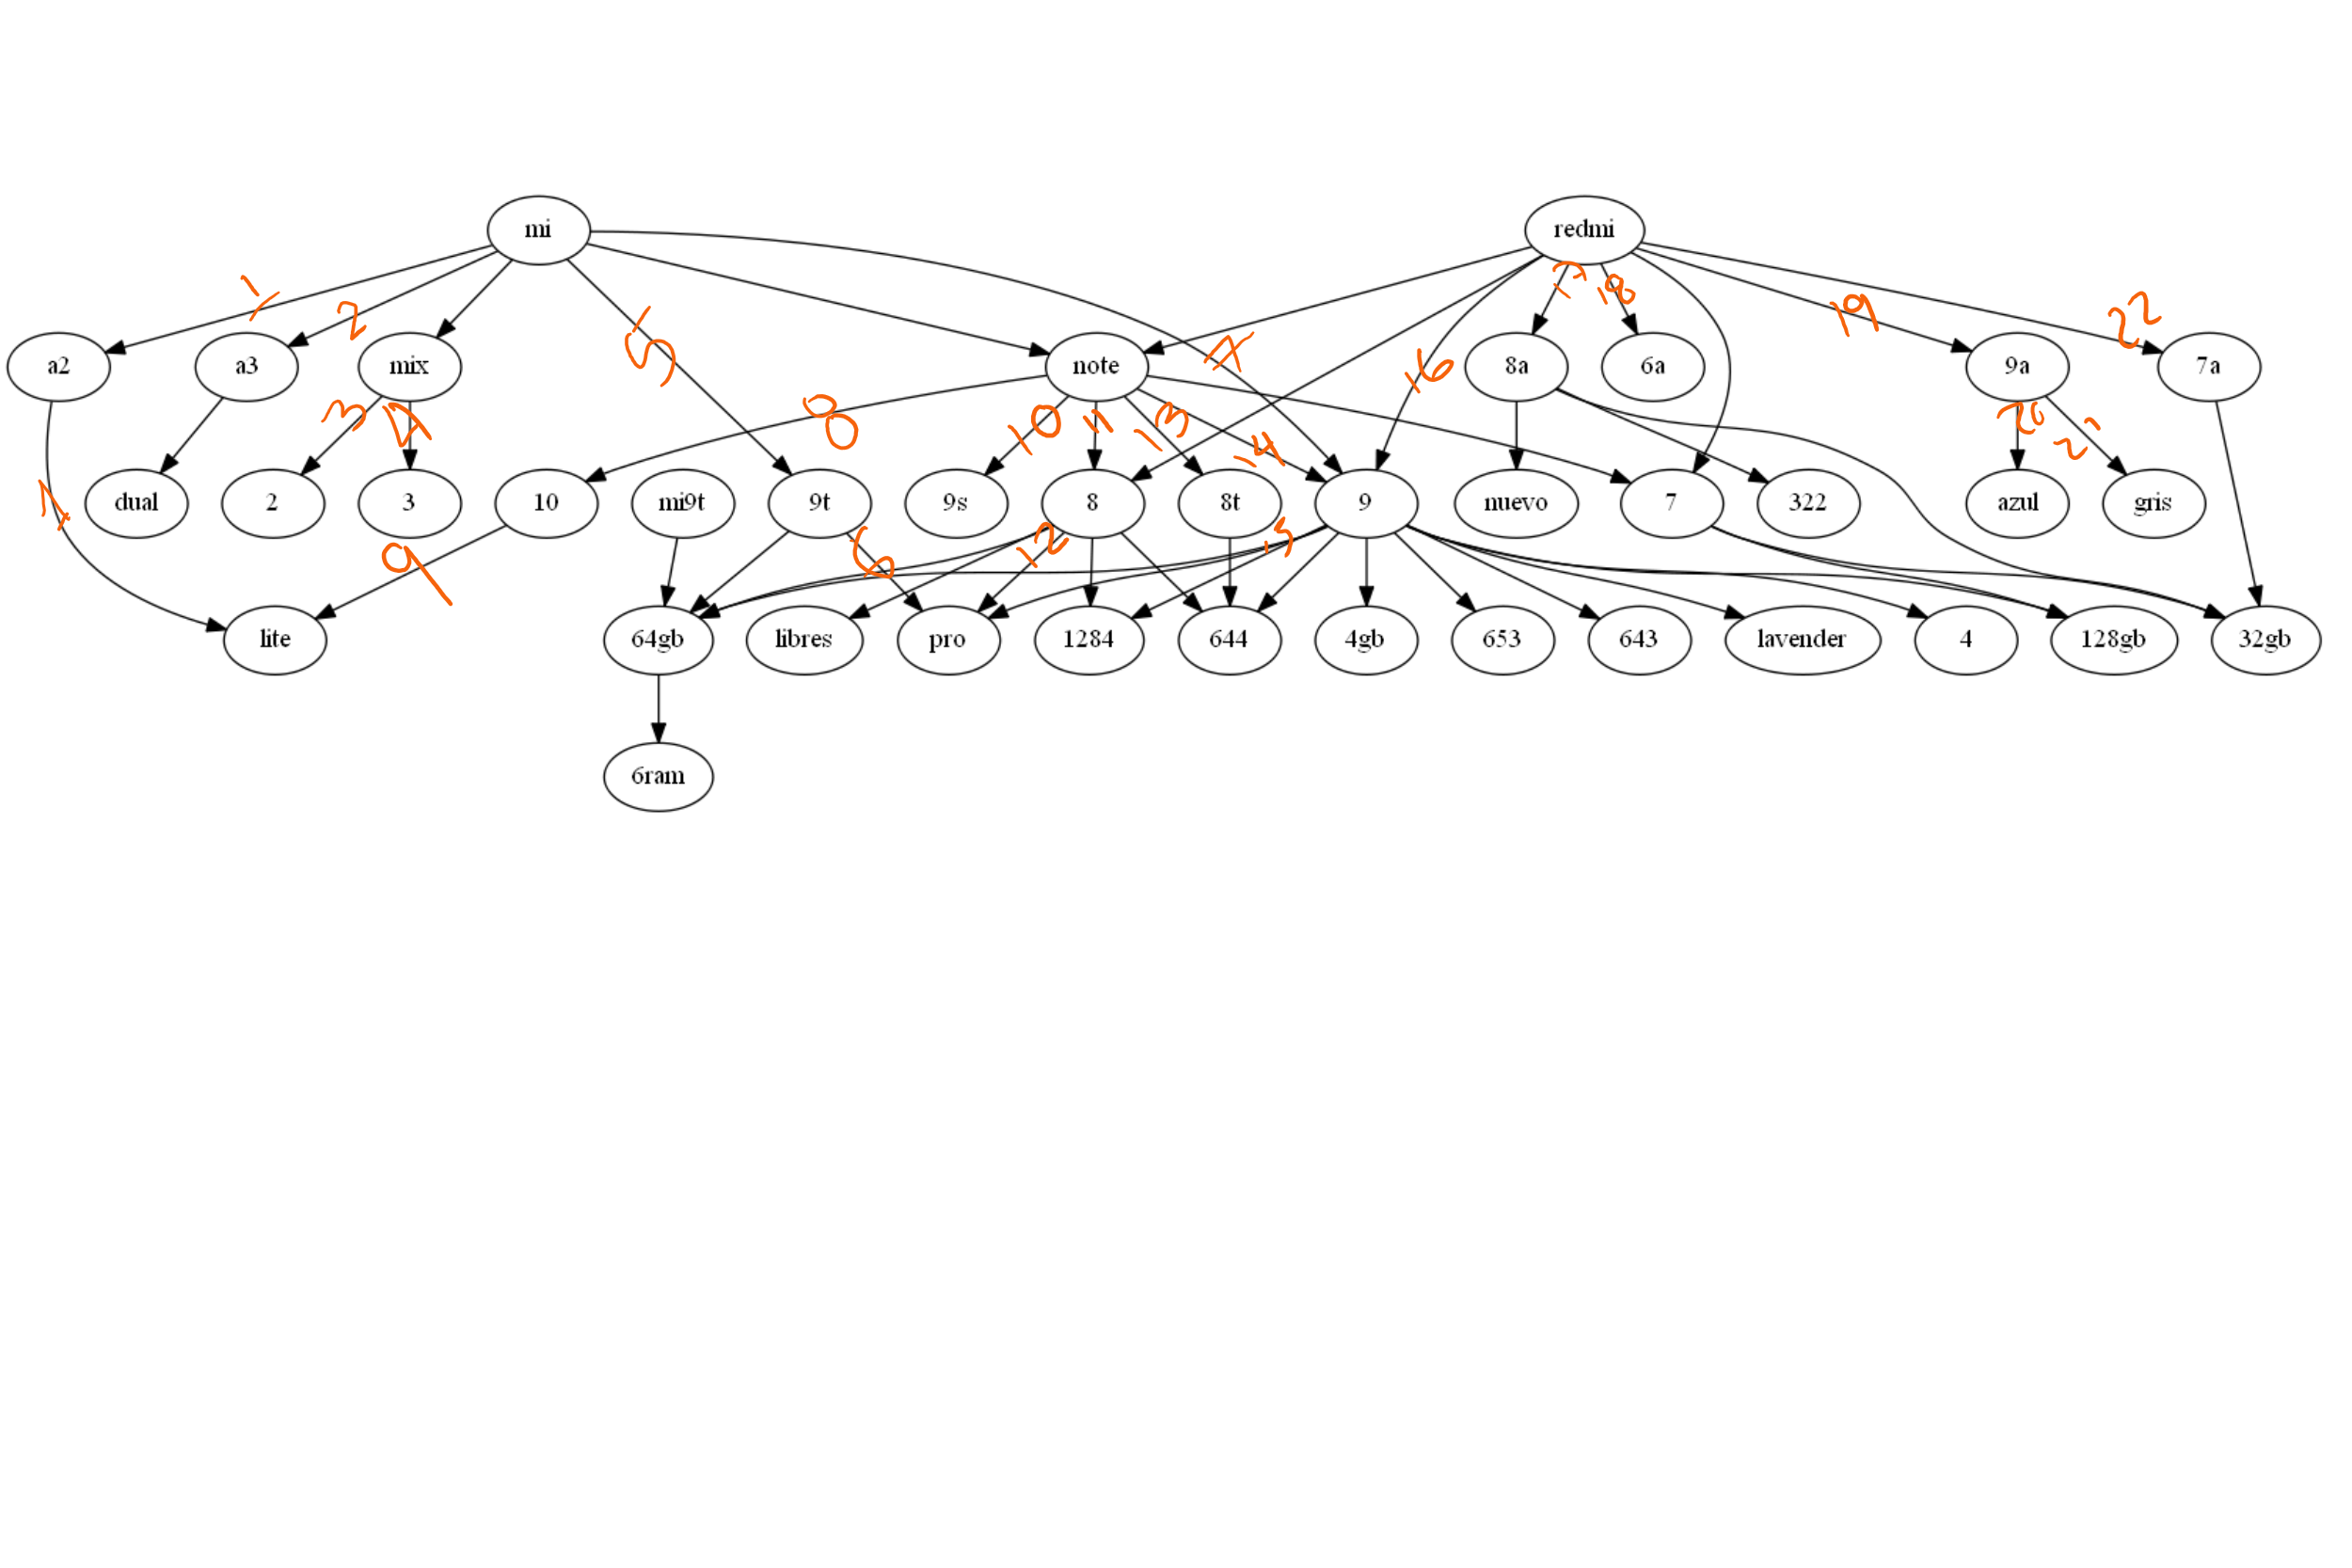 mi redmi
1 2 5 7 16 17 18 19 22
a2 a3 mix note 8a 6a 9a 7a
3 4 8 10 11 13 14 20 21
dual 2 3 10 mi9t 9t 9s 8 8t 9 nuevo 7 322 azul gris
9 6 12
lite 64gb libres pro 1284 644 4gb 653 643 lavender 4 128gb 32gb
6ram